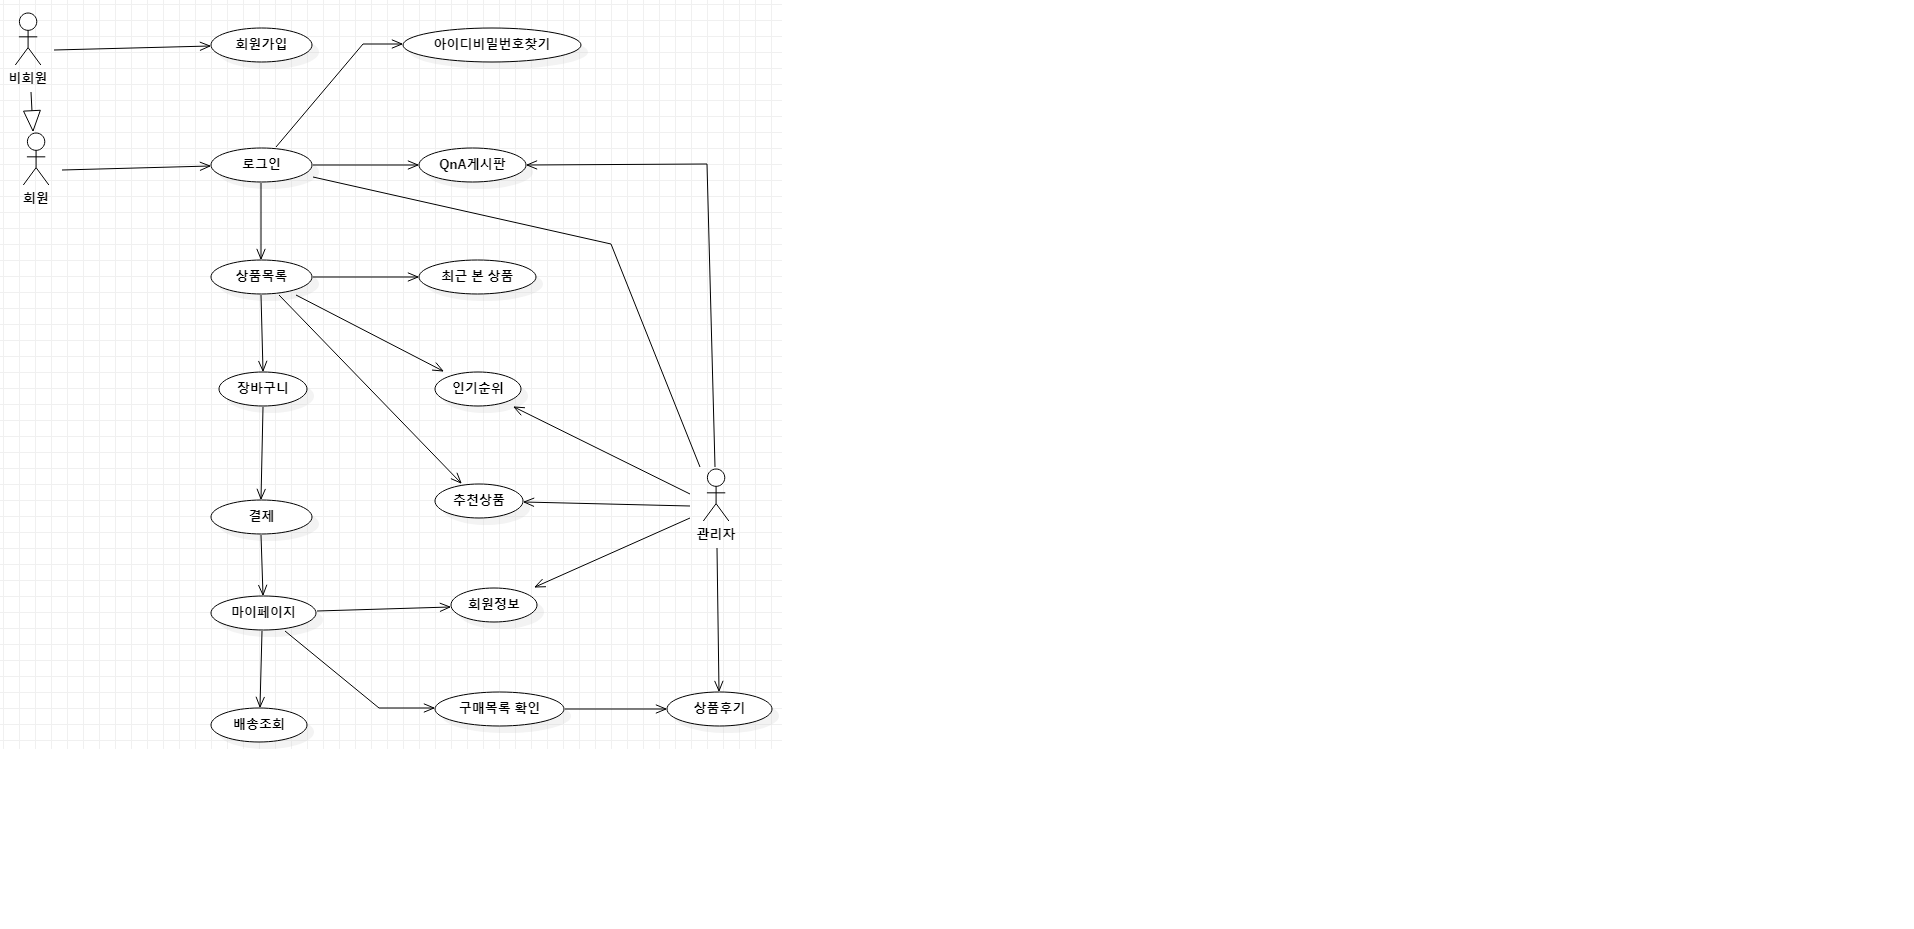 회원가입
아이디비밀번호찾기
비회원
로그인
QnA게시판
회원
상품목록
최근 본 상품
장바구니
인기순위
추천상품
결제
관리자
회원정보
마이페이지
구매목록 확인
상품후기
배송조회